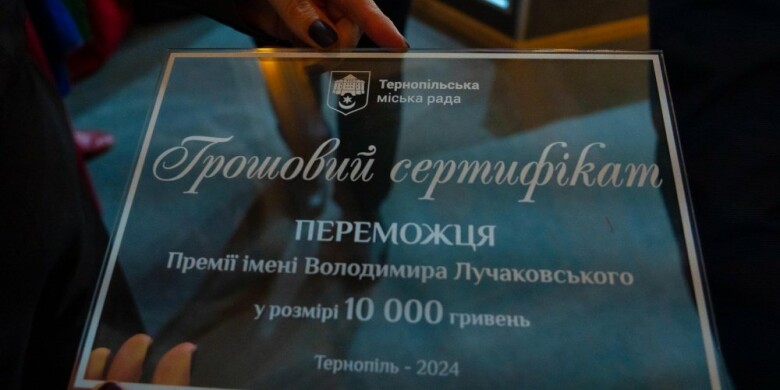 Тернопільська
міська рада
Грошовий сертифікат
ПЕРЕМОЖЦЯ
Премії імені Володимира Лучаковського
у розмірі 10 000 гривень
Тернопіль - 2024